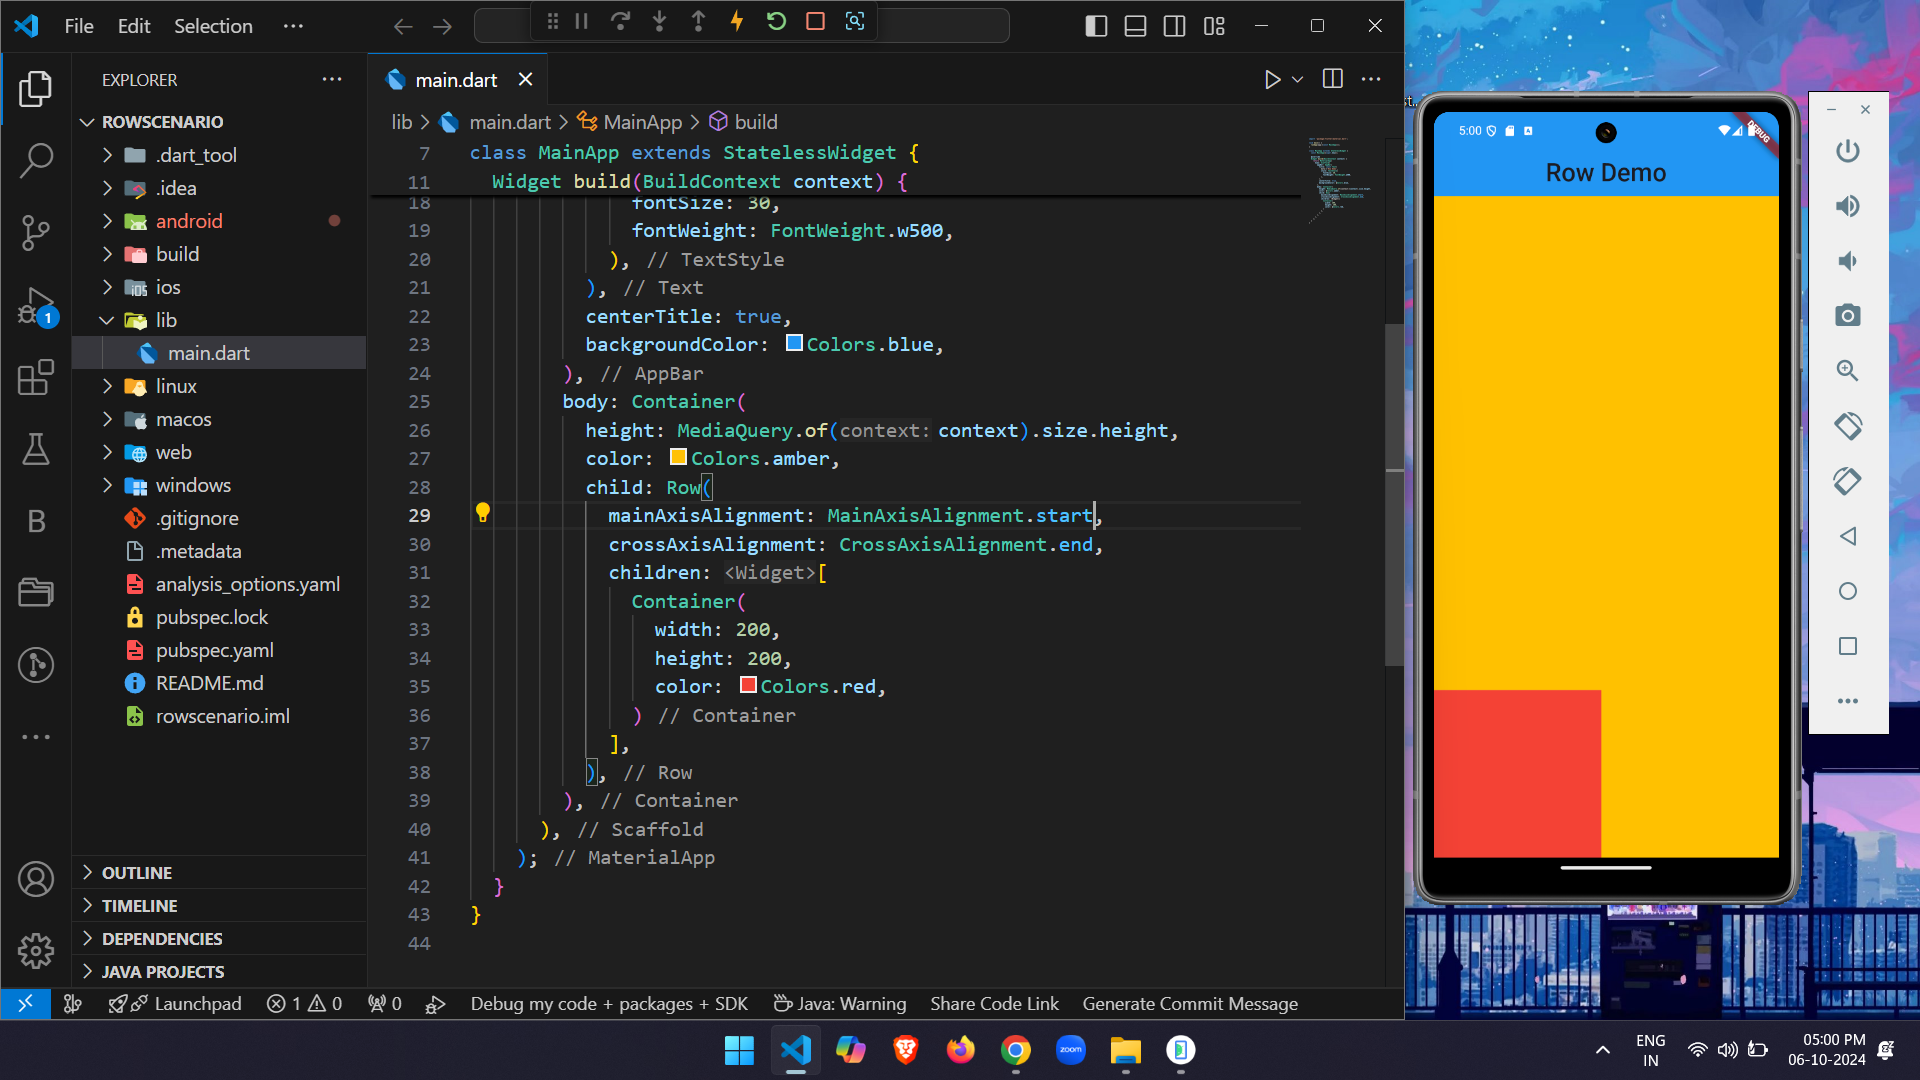 File Edit Selection ···
EXPLORER ···
main.dart
ROWSCENARIO
lib > main.dart > MainApp > build
.dart_tool
.idea
android
build
ios
lib
main.dart
linux
macos
web
windows
.gitignore
.metadata
analysis_options.yaml
pubspec.lock
pubspec.yaml
README.md
rowscenario.iml
OUTLINE
TIMELINE
DEPENDENCIES
JAVA PROJECTS
1
B
7 class MainApp extends StatelessWidget {
11 Widget build(BuildContext context) {
18 fontSize: 30,
19 fontWeight: FontWeight.w500,
20 ), // TextStyle
21 ), // Text
22 centerTitle: true,
23 backgroundColor: Colors.blue,
24 ), // AppBar
25 body: Container(
26 height: MediaQuery.of(context: context).size.height,
27 color: Colors.amber,
28 child: Row(
29 mainAxisAlignment: MainAxisAlignment.start,
30 crossAxisAlignment: CrossAxisAlignment.end,
31 children: <Widget>[
32 Container(
33 width: 200,
34 height: 200,
35 color: Colors.red,
36 ) // Container
37 ],
38 ), // Row
39 ), // Container
40 ), // Scaffold
41 ); // MaterialApp
42 }
43 }
44
Launchpad 1 0 0 Debug my code + packages + SDK Java: Warning Share Code Link Generate Commit Message
st..
5:00
DEBUG
Row Demo
zoom
ENG
IN
05:00 PM
06-10-2024